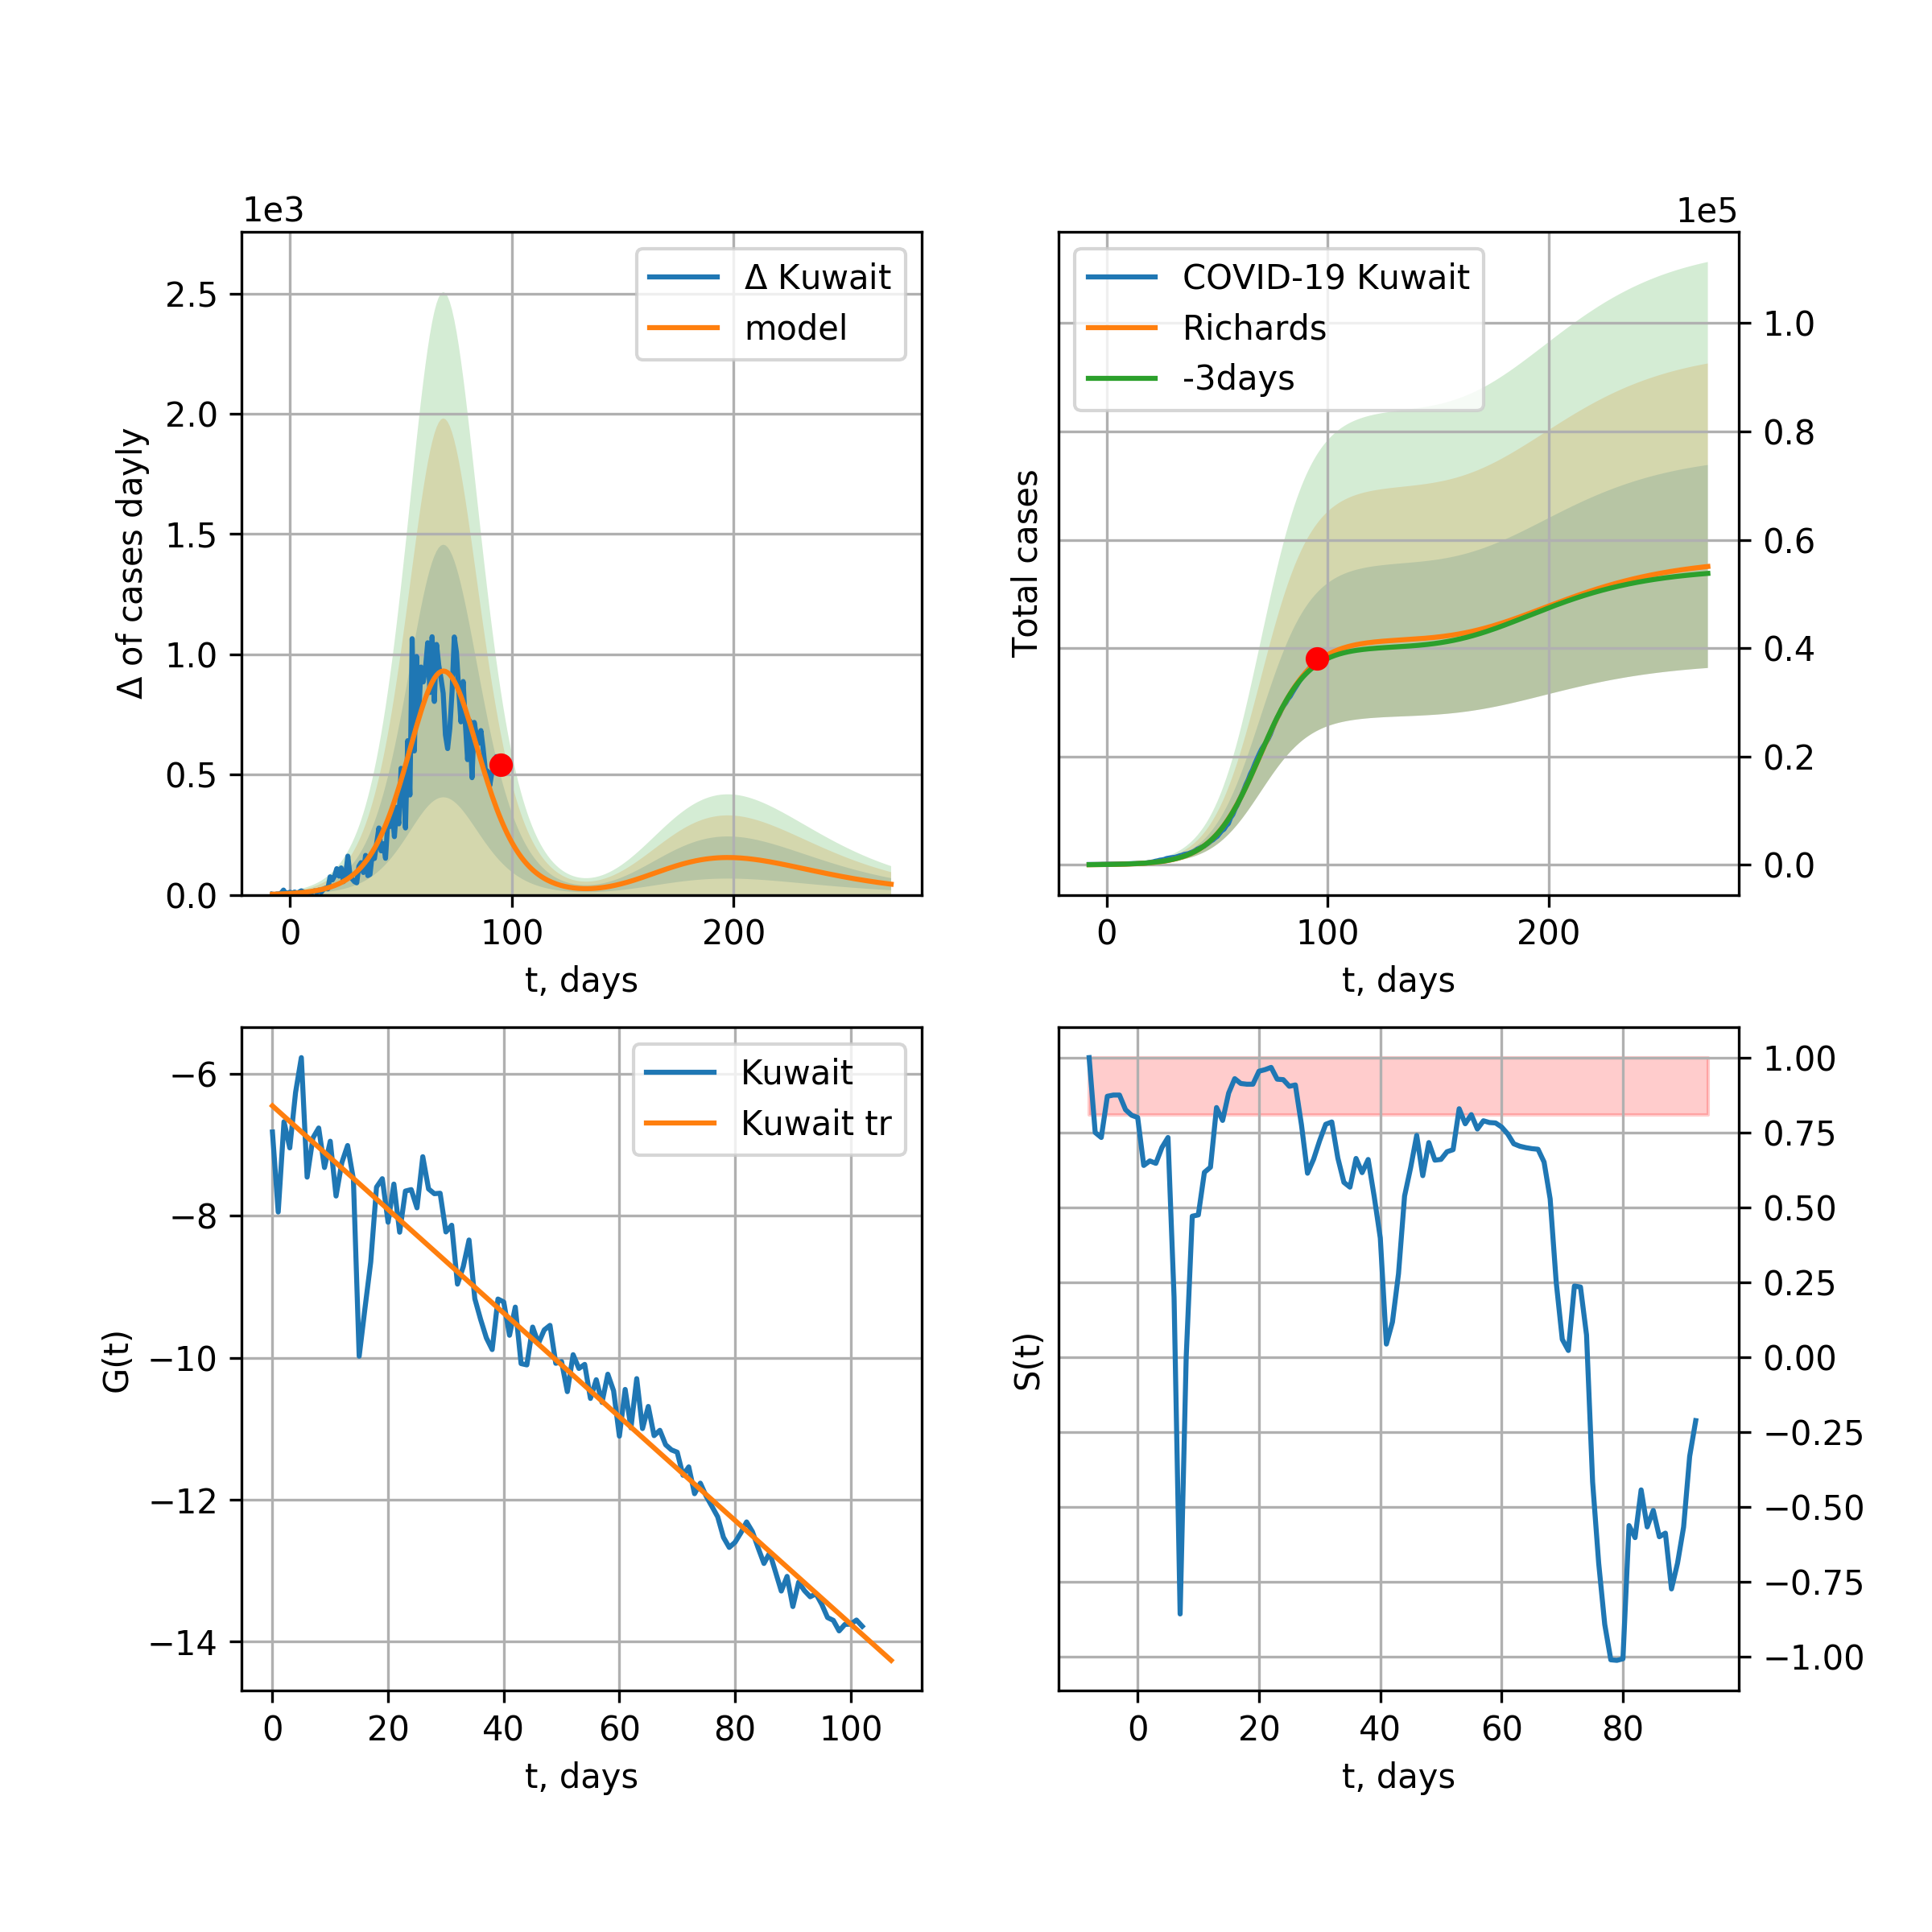 1e3
2.5
2.0
1.5
1.0
0.5
0.0
Δ of cases dayly
Δ Kuwait
model
0 100 200
t, days
1e5
COVID-19 Kuwait
Richards
-3days
Total cases
1.0
0.8
0.6
0.4
0.2
0.0
0 100 200
t, days
−6
−8
−10
−12
−14
G(t)
Kuwait
Kuwait tr
0 20 40 60 80 100
t, days
S(t)
1.00
0.75
0.50
0.25
0.00
−0.25
−0.50
−0.75
−1.00
0 20 40 60 80
t, days